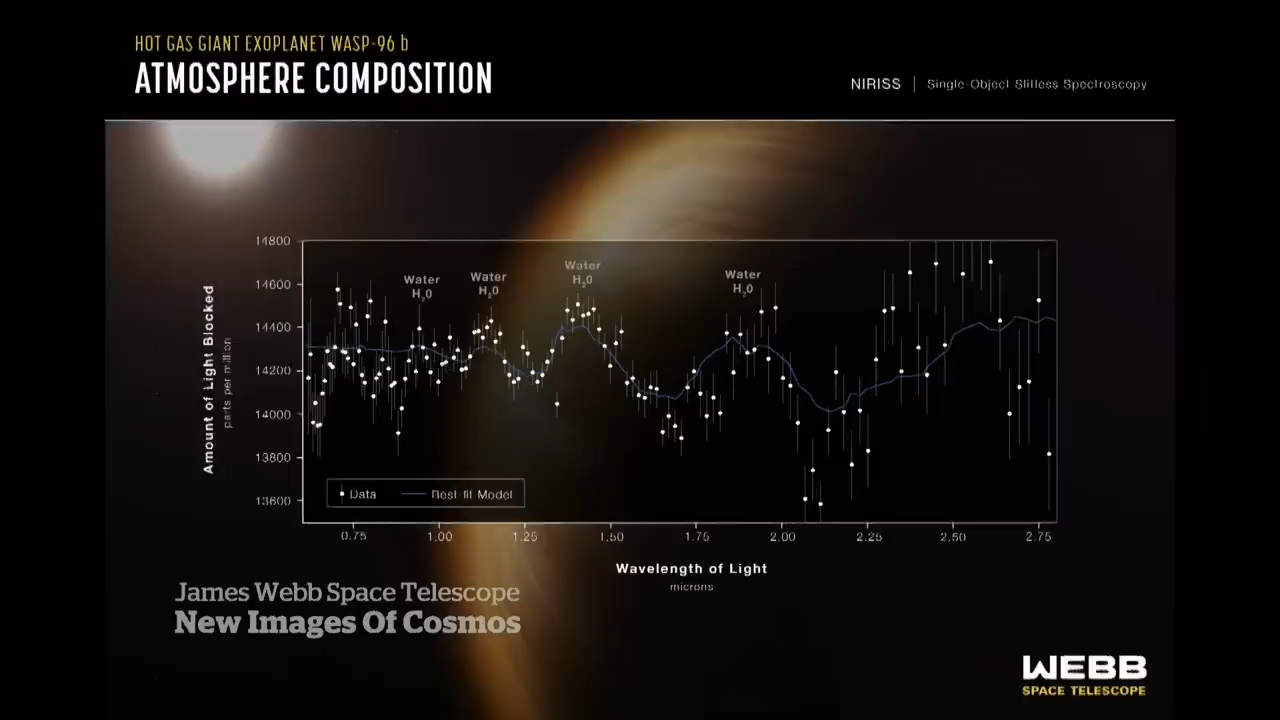 HOT GAS GIANT EXOPLANET WASP-96 b
ATMOSPHERE COMPOSITION
NIRISS | Single-Object Slitless Spectroscopy
14800
14600
14400
14200
14000
13800
13600
Amount of Light Blocked
parts per million
Water
H2O
Water
H2O
Water
H2O
Water
H2O
Data
Best-fit Model
0.75 1.00 1.25 1.50 1.75 2.00 2.25 2.50 2.75
Wavelength of Light
microns
James Webb Space Telescope
New Images Of Cosmos
WEBB
SPACE TELESCOPE